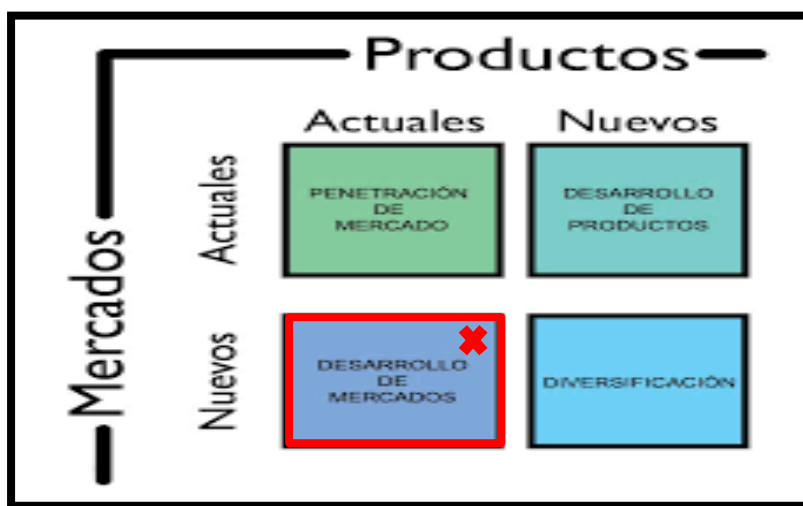 Productos
Actuales Nuevos
Mercados
Actuales
PENETRACIÓN
DE
MERCADO
DESARROLLO
DE
PRODUCTOS
Nuevos
DESARROLLO
DE
MERCADOS
DIVERSIFICACIÓN